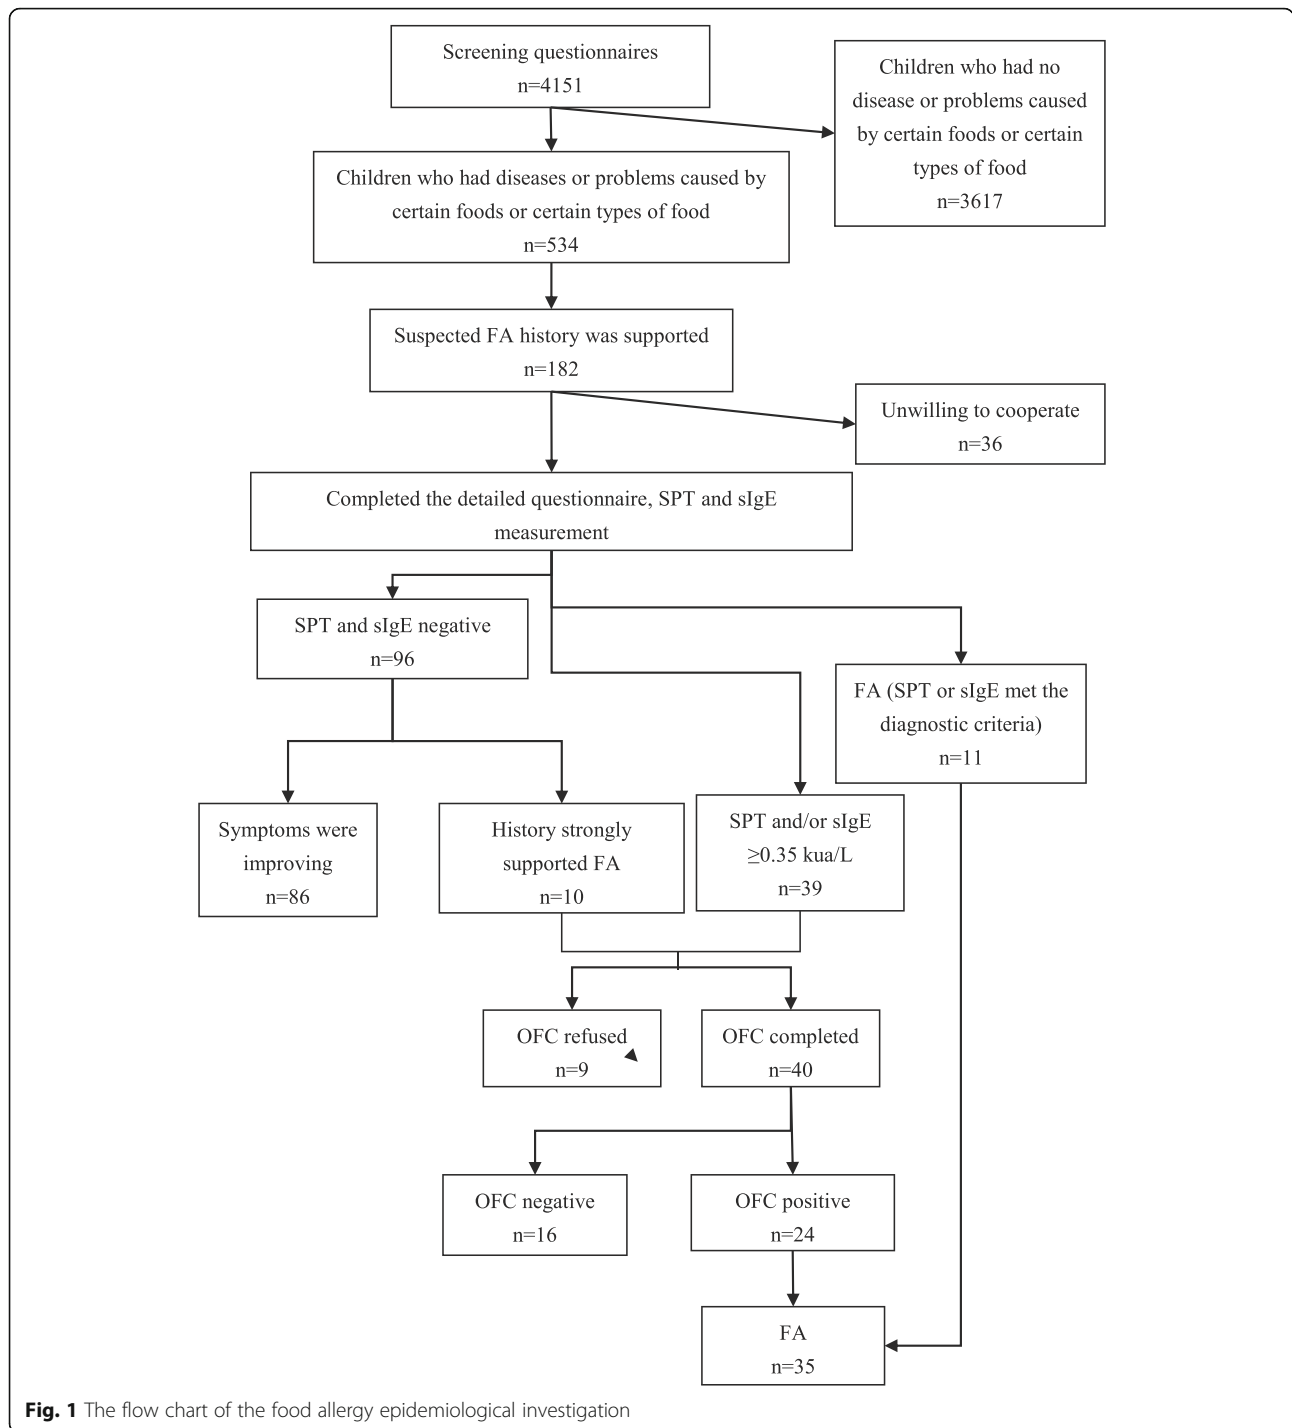 Screening questionnaires
n=4151
Children who had no
disease or problems caused
by certain foods or certain
types of food
n=3617
Children who had diseases or problems caused by
certain foods or certain types of food
n=534
Suspected FA history was supported
n=182
Unwilling to cooperate
n=36
Completed the detailed questionnaire, SPT and sIgE
measurement
SPT and sIgE negative
n=96
FA (SPT or sIgE met the
diagnostic criteria)
n=11
Symptoms were
improving
n=86
History strongly
supported FA
n=10
SPT and/or sIgE
≥0.35 kua/L
n=39
OFC refused
n=9
OFC completed
n=40
OFC negative
n=16
OFC positive
n=24
FA
n=35
Fig. 1 The flow chart of the food allergy epidemiological investigation